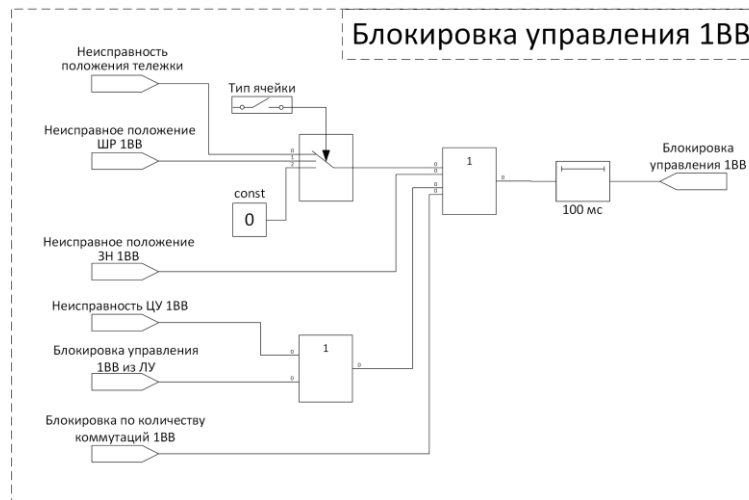 Блокировка управления 1ВВ
Неисправность
положения тележки
Тип ячейки
Неисправное положение
ШР 1ВВ
0
1
2
const
0
Неисправное положение
ЗН 1ВВ
Неисправность ЦУ 1ВВ
Блокировка управления
1ВВ из ЛУ
0
0
1
0
Блокировка по количеству
коммутаций 1ВВ
0
0
0
0
1
0
100 мс
Блокировка
управления 1ВВ